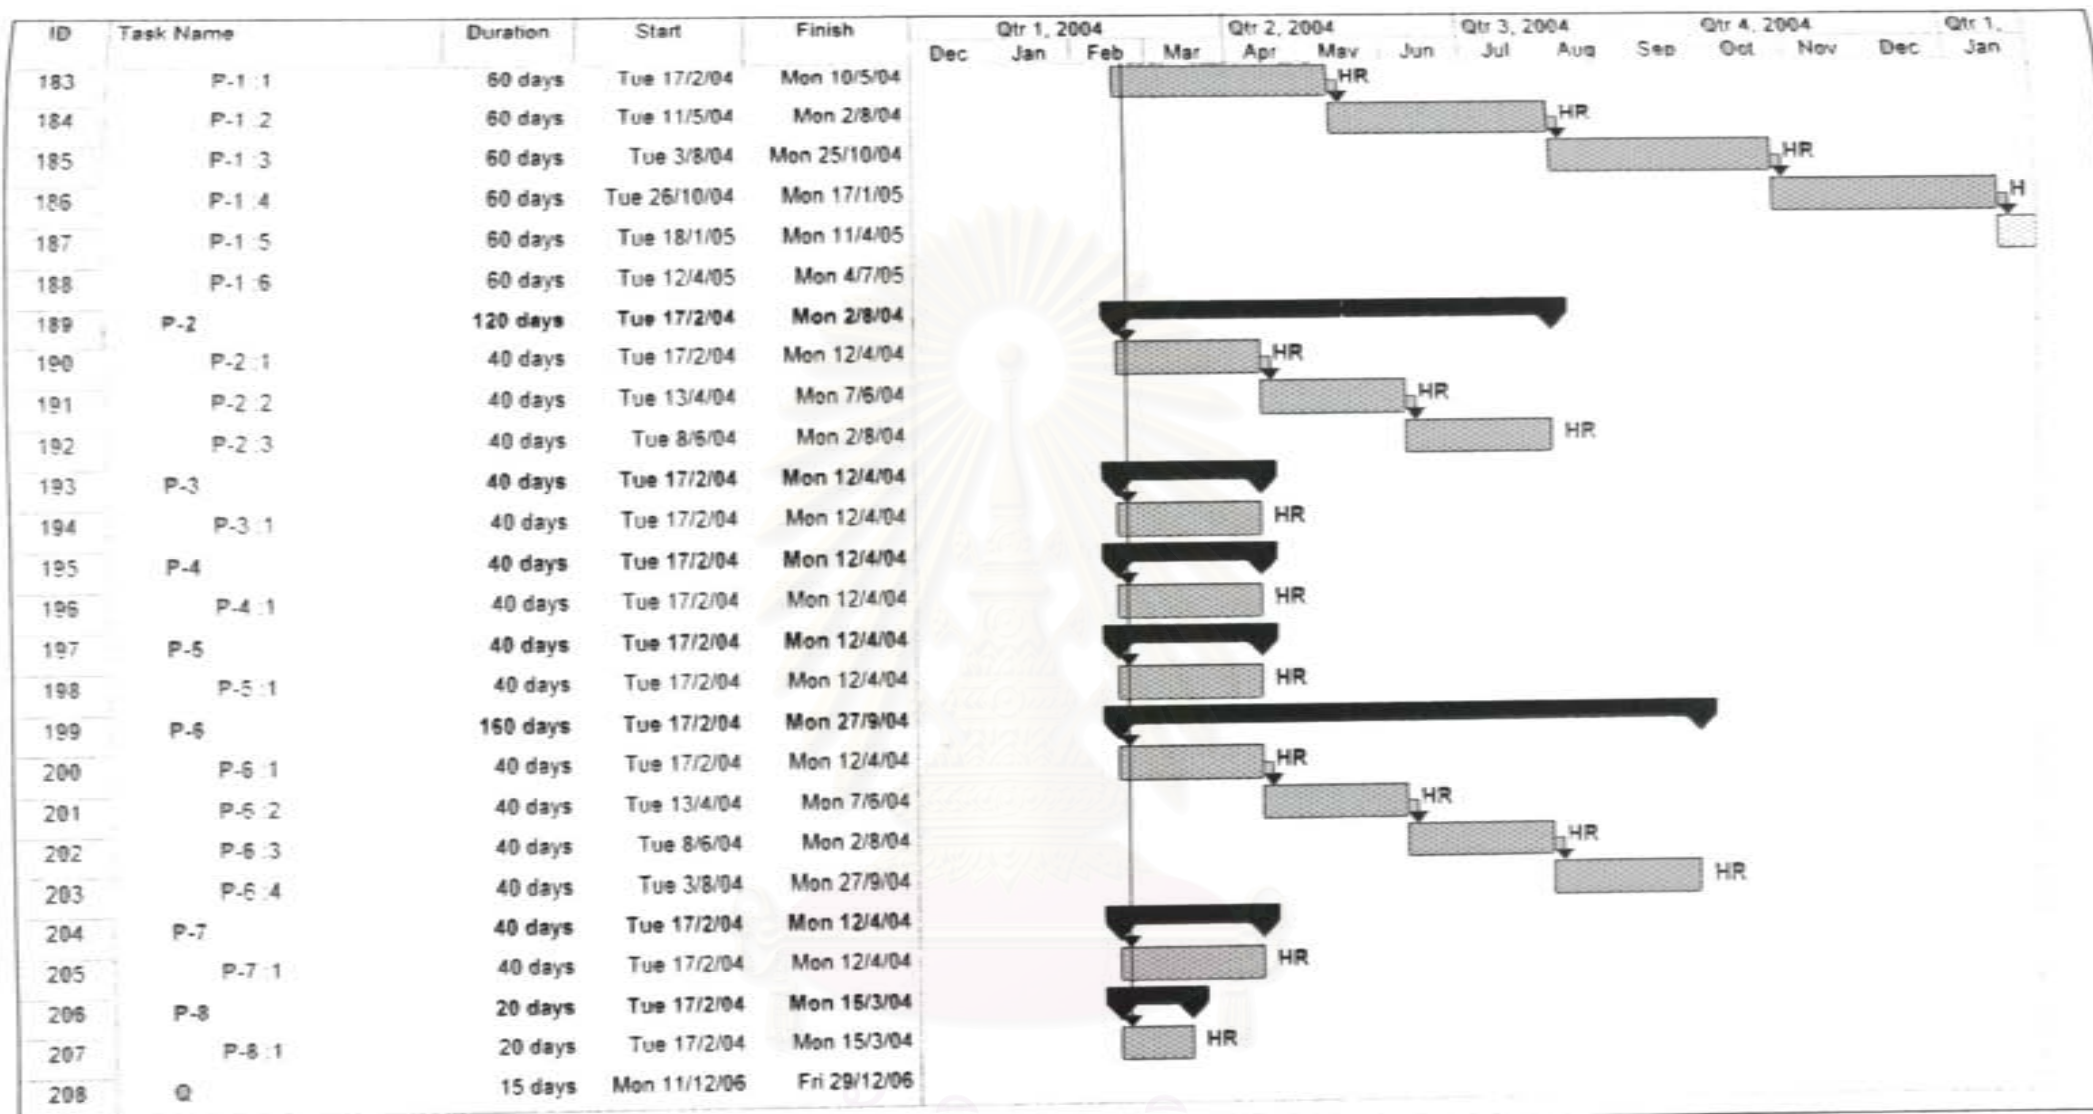 ID Task Name Duration Start Finish Qtr 1, 2004 Qtr 2, 2004 Qtr 3, 2004 Qtr 4, 2004 Qtr 1,
Dec Jan Feb Mar Apr May Jun Jul Aug Sep Oct Nov Dec Jan
183 P-1 :1 60 days Tue 17/2/04 Mon 10/5/04 HR
184 P-1 :2 60 days Tue 11/5/04 Mon 2/8/04 HR
185 P-1 :3 60 days Tue 3/8/04 Mon 25/10/04 HR
186 P-1 :4 60 days Tue 26/10/04 Mon 17/1/05 H
187 P-1 :5 60 days Tue 18/1/05 Mon 11/4/05
188 P-1 :6 60 days Tue 12/4/05 Mon 4/7/05
189 P-2 120 days Tue 17/2/04 Mon 2/8/04
190 P-2 :1 40 days Tue 17/2/04 Mon 12/4/04 HR
191 P-2 :2 40 days Tue 13/4/04 Mon 7/6/04 HR
192 P-2 :3 40 days Tue 8/6/04 Mon 2/8/04 HR
193 P-3 40 days Tue 17/2/04 Mon 12/4/04
194 P-3 :1 40 days Tue 17/2/04 Mon 12/4/04 HR
195 P-4 40 days Tue 17/2/04 Mon 12/4/04
196 P-4 :1 40 days Tue 17/2/04 Mon 12/4/04 HR
197 P-5 40 days Tue 17/2/04 Mon 12/4/04
198 P-5 :1 40 days Tue 17/2/04 Mon 12/4/04 HR
199 P-6 160 days Tue 17/2/04 Mon 27/9/04
200 P-6 :1 40 days Tue 17/2/04 Mon 12/4/04 HR
201 P-6 :2 40 days Tue 13/4/04 Mon 7/6/04 HR
202 P-6 :3 40 days Tue 8/6/04 Mon 2/8/04 HR
203 P-6 :4 40 days Tue 3/8/04 Mon 27/9/04 HR
204 P-7 40 days Tue 17/2/04 Mon 12/4/04
205 P-7 :1 40 days Tue 17/2/04 Mon 12/4/04 HR
206 P-8 20 days Tue 17/2/04 Mon 15/3/04
207 P-8 :1 20 days Tue 17/2/04 Mon 15/3/04 HR
208 Q 15 days Mon 11/12/06 Fri 29/12/06